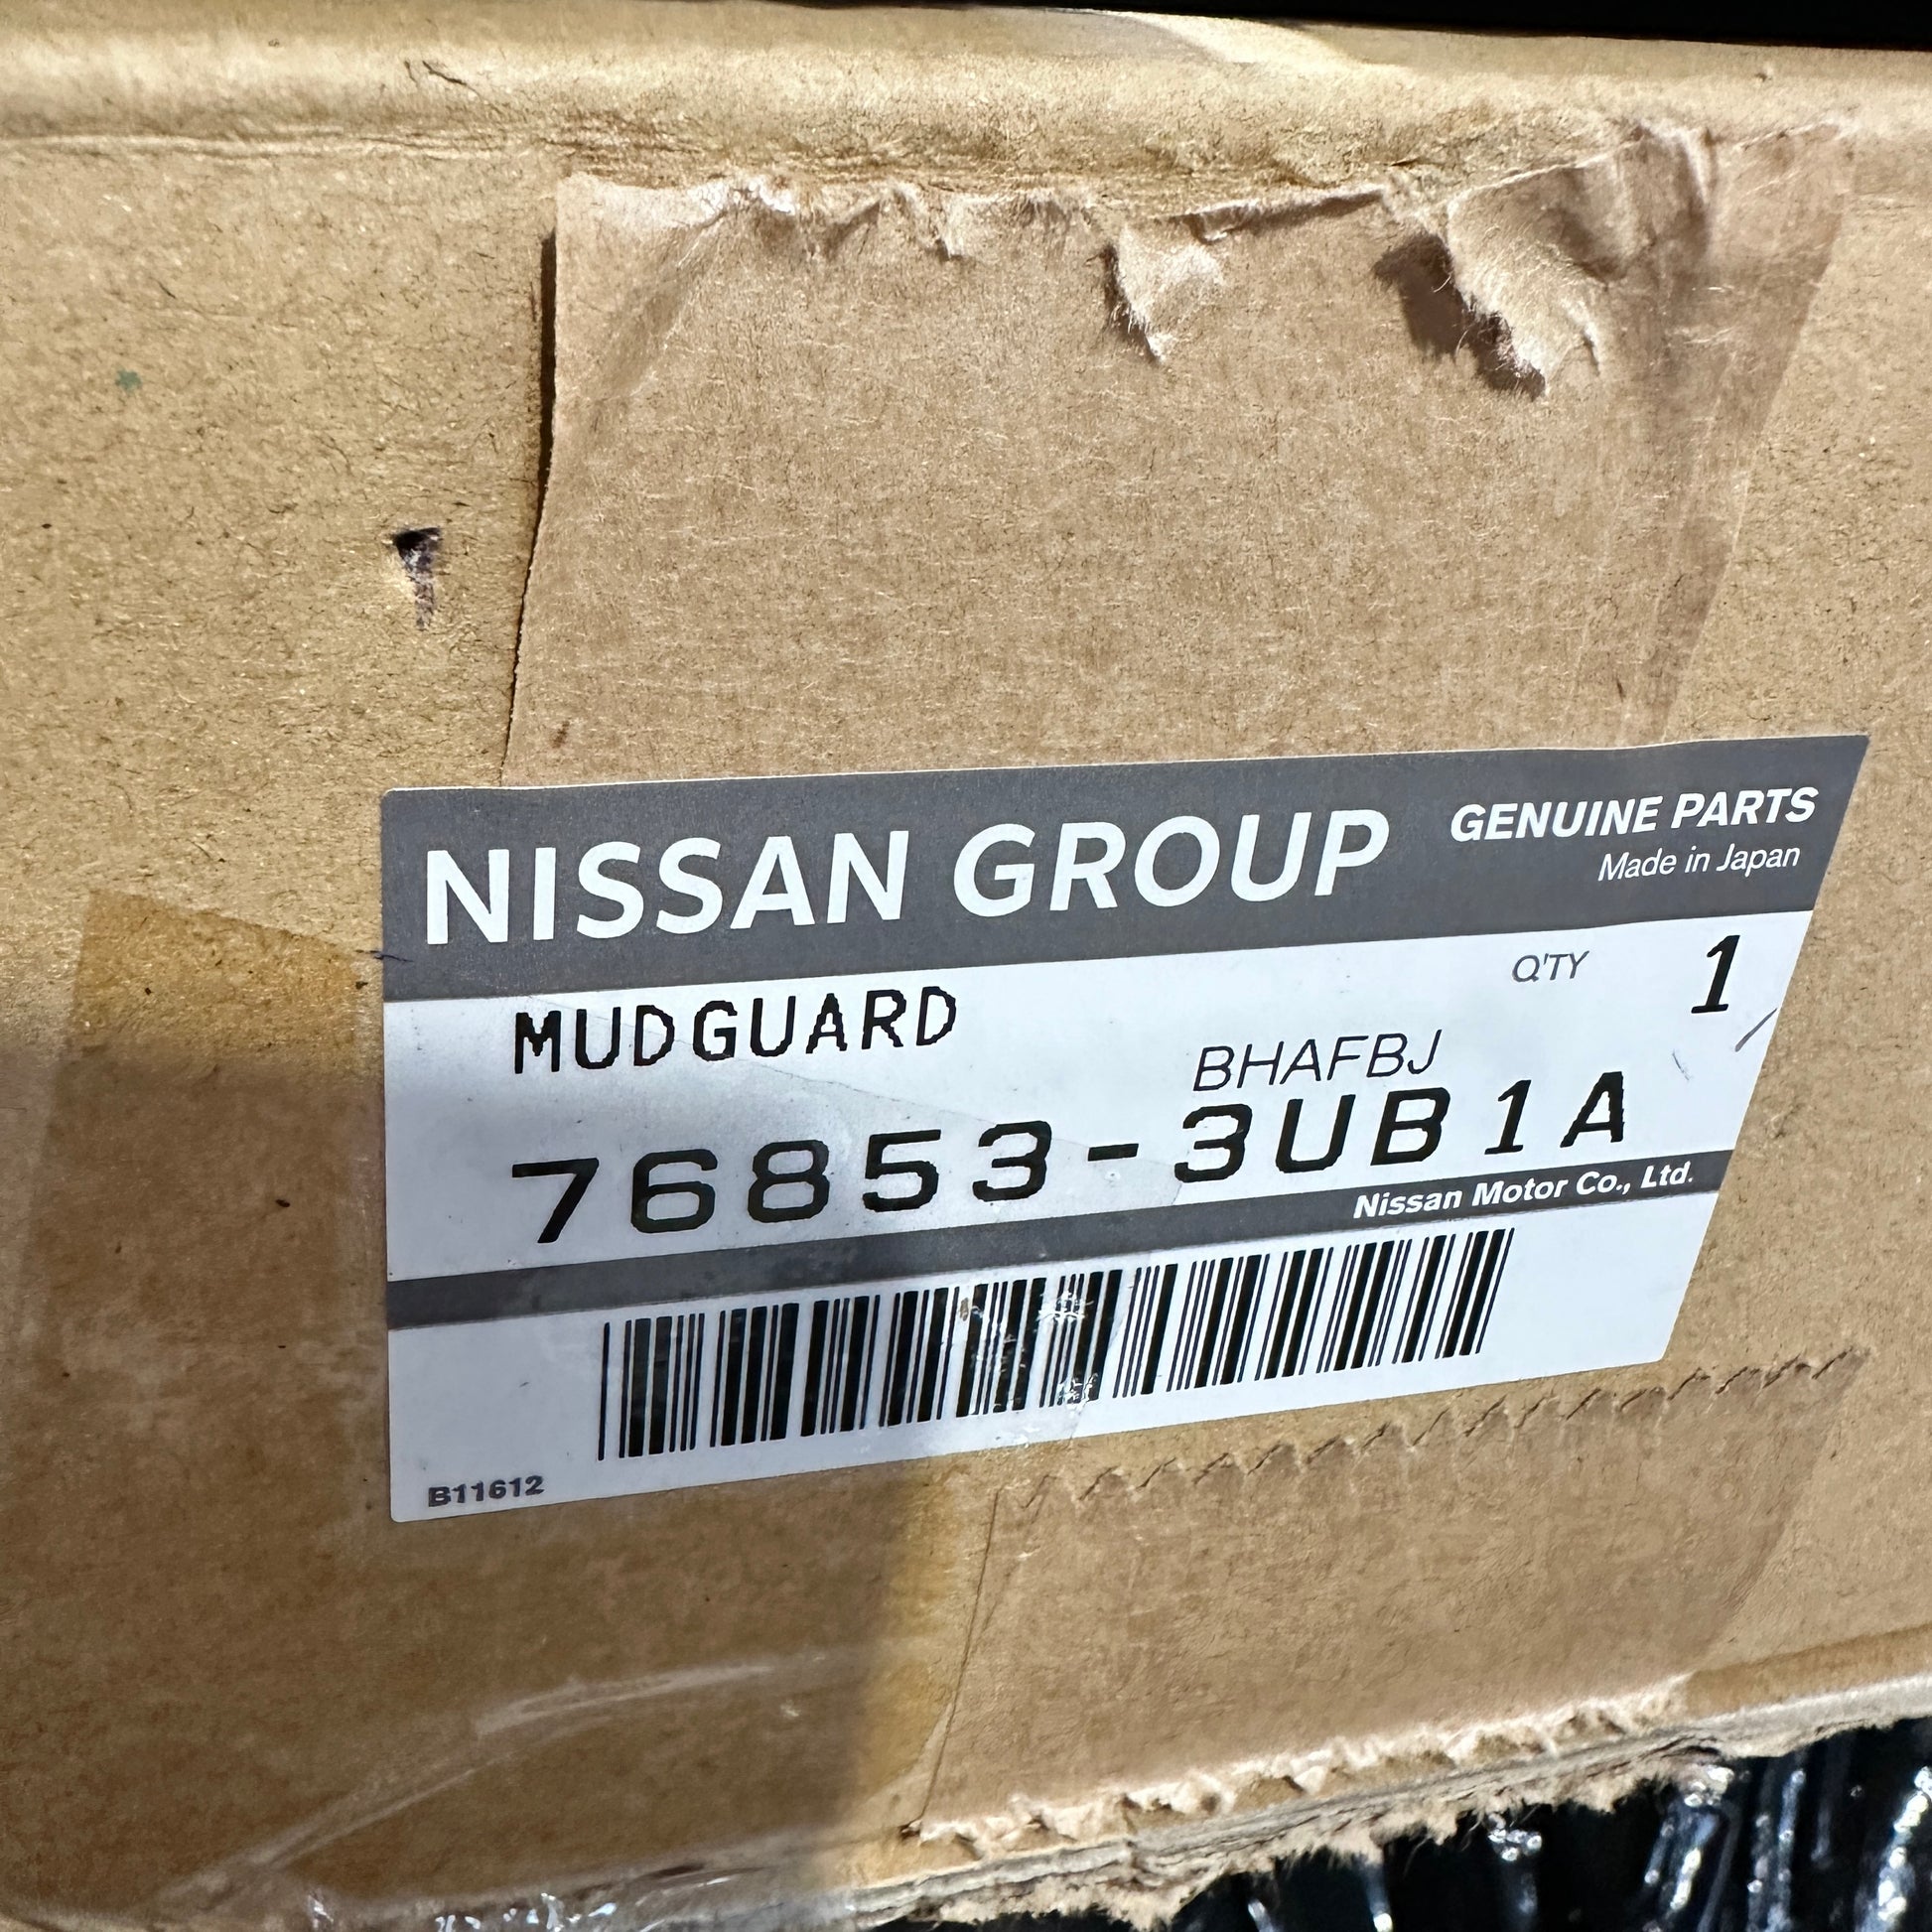 NISSAN GROUP
GENUINE PARTS
Made in Japan
Q'TY 1
MUDGUARD
BHAFBJ
76853-3UB1A
Nissan Motor Co., Ltd.
B11612